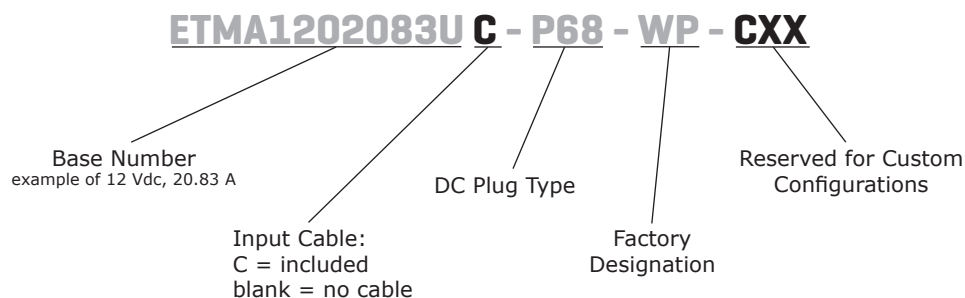 ETMA1202083U C - P68 - WP - CXX
Base Number
example of 12 Vdc, 20.83 A
DC Plug Type
Reserved for Custom
Configurations
Input Cable:
C = included
blank = no cable
Factory
Designation